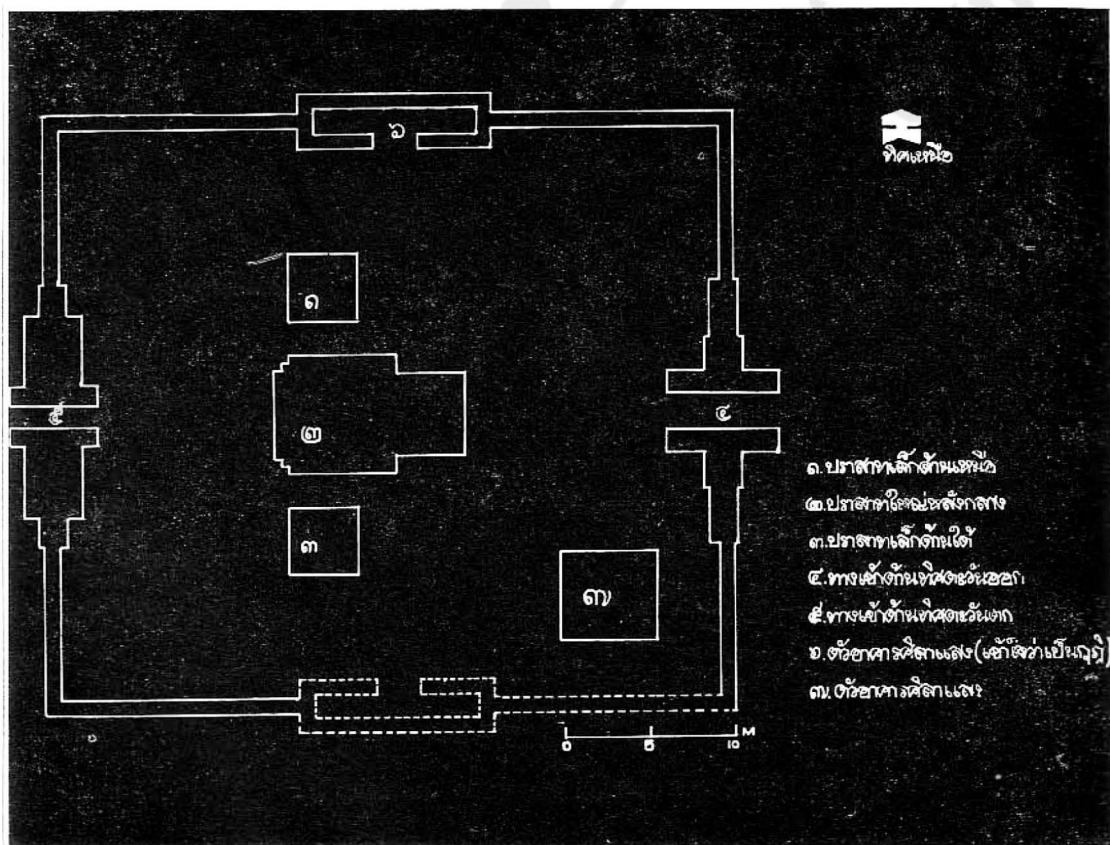 ๖
ทิศเหนือ
๑
๒
๓
๔
๕
๗
๑. ปราสาทเล็กด้านเหนือ
๒. ปราสาทใหญ่หลังกลาง
๓. ปราสาทเล็กด้านใต้
๔. ทางเข้าด้านทิศตะวันออก
๕. ทางเข้าด้านทิศตะวันตก
๖. ตัวอาคารศิลาแลง (เข้าใจว่าเป็นกุฏิ)
๗. ตัวอาคารศิลาแลง
0 5 10 M